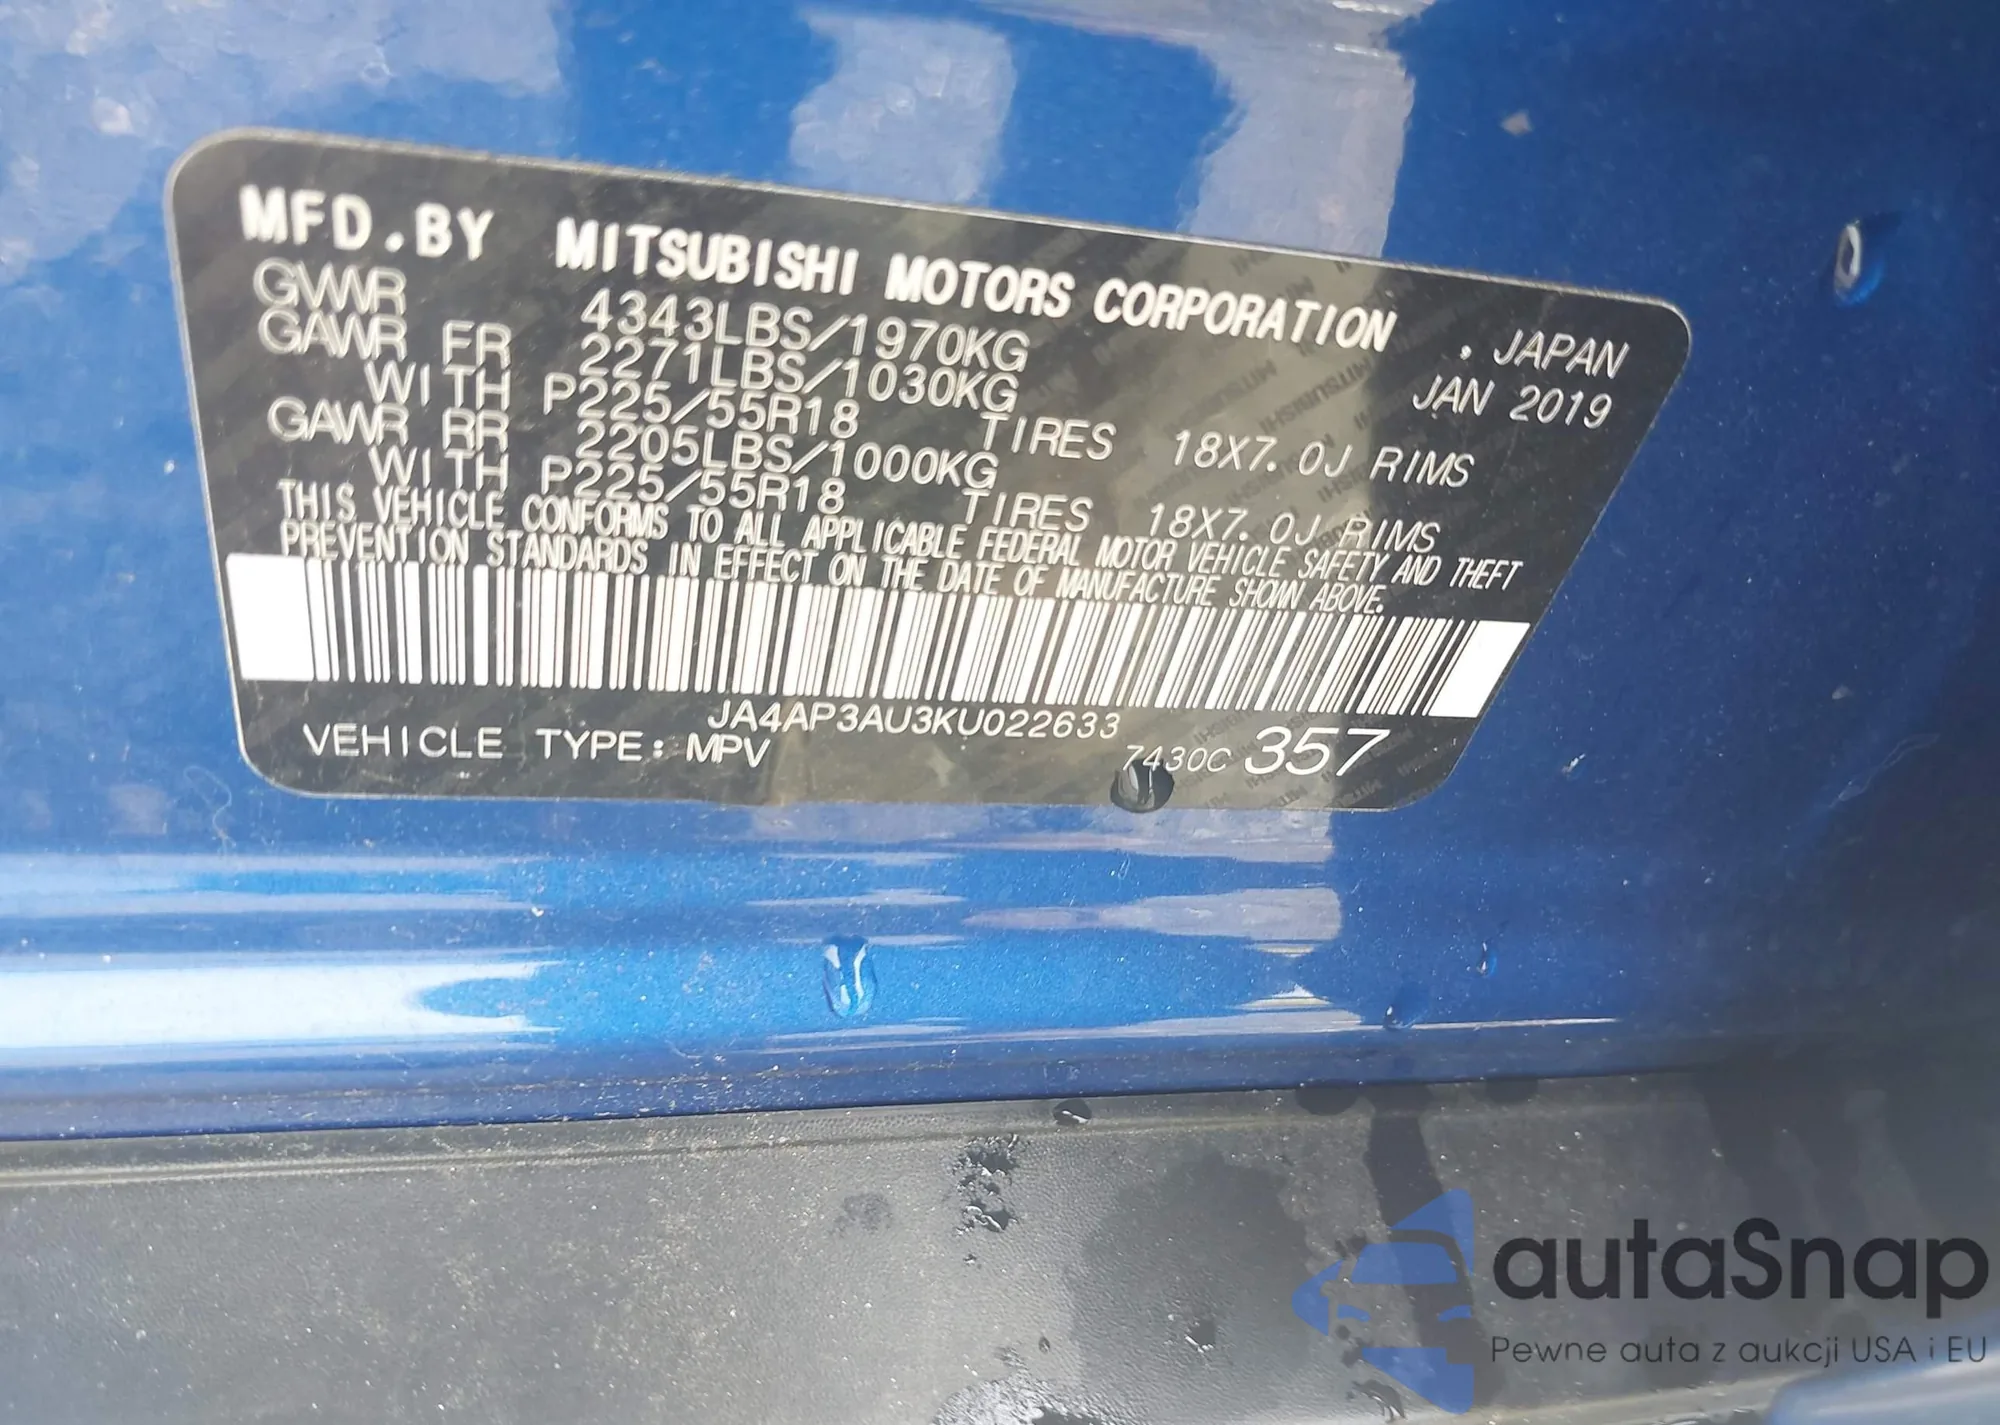 MFD.BY MITSUBISHI MOTORS CORPORATION . JAPAN
GVWR 4343LBS/1970KG JAN 2019
GAWR FR 2271LBS/1030KG
WITH P225/55R18 TIRES 18X7.0J RIMS
GAWR RR 2205LBS/1000KG
WITH P225/55R18 TIRES 18X7.0J RIMS
THIS VEHICLE CONFORMS TO ALL APPLICABLE FEDERAL MOTOR VEHICLE SAFETY AND THEFT
PREVENTION STANDARDS IN EFFECT ON THE DATE OF MANUFACTURE SHOWN ABOVE.
JA4AP3AU3KU022633
VEHICLE TYPE: MPV 7430C 357
autaSnap
Pewne auta z aukcji USA i EU